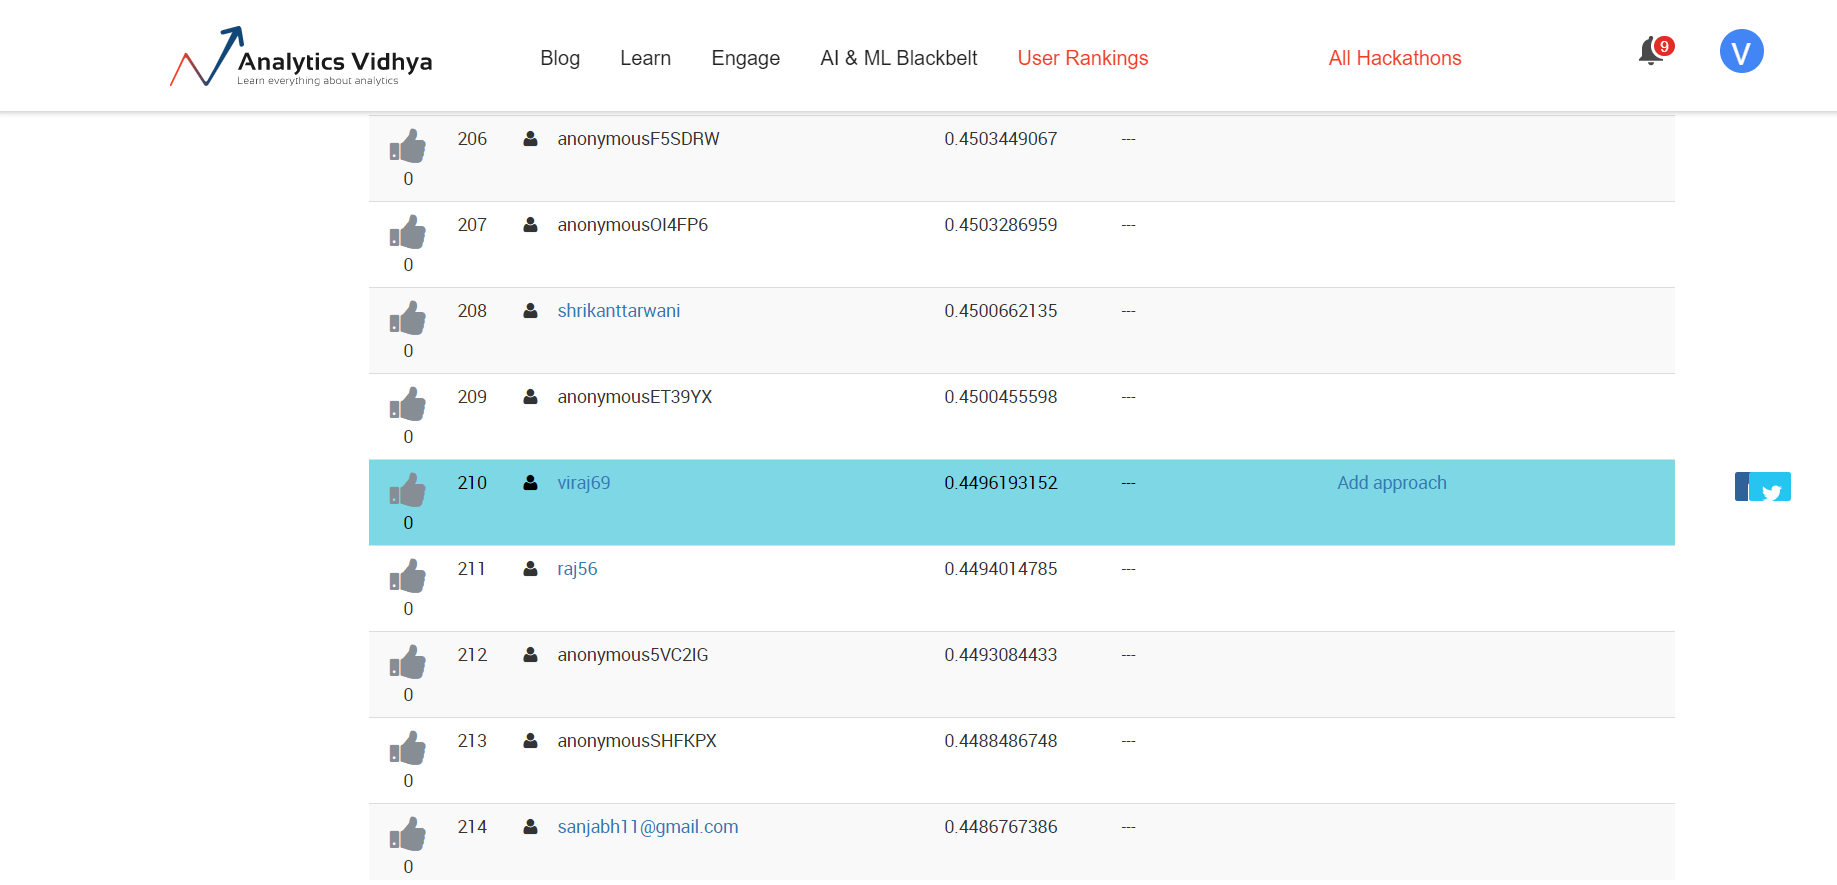 Analytics Vidhya
Learn everything about analytics
Blog Learn Engage AI & ML Blackbelt User Rankings All Hackathons 9 V
206 anonymousF5SDRW 0.4503449067 ---
0
207 anonymousOI4FP6 0.4503286959 ---
0
208 shrikanttarwani 0.4500662135 ---
0
209 anonymousET39YX 0.4500455598 ---
0
210 viraj69 0.4496193152 --- Add approach
0
211 raj56 0.4494014785 ---
0
212 anonymous5VC2IG 0.4493084433 ---
0
213 anonymousSHFKPX 0.4488486748 ---
0
214 sanjabh11@gmail.com 0.4486767386 ---
0